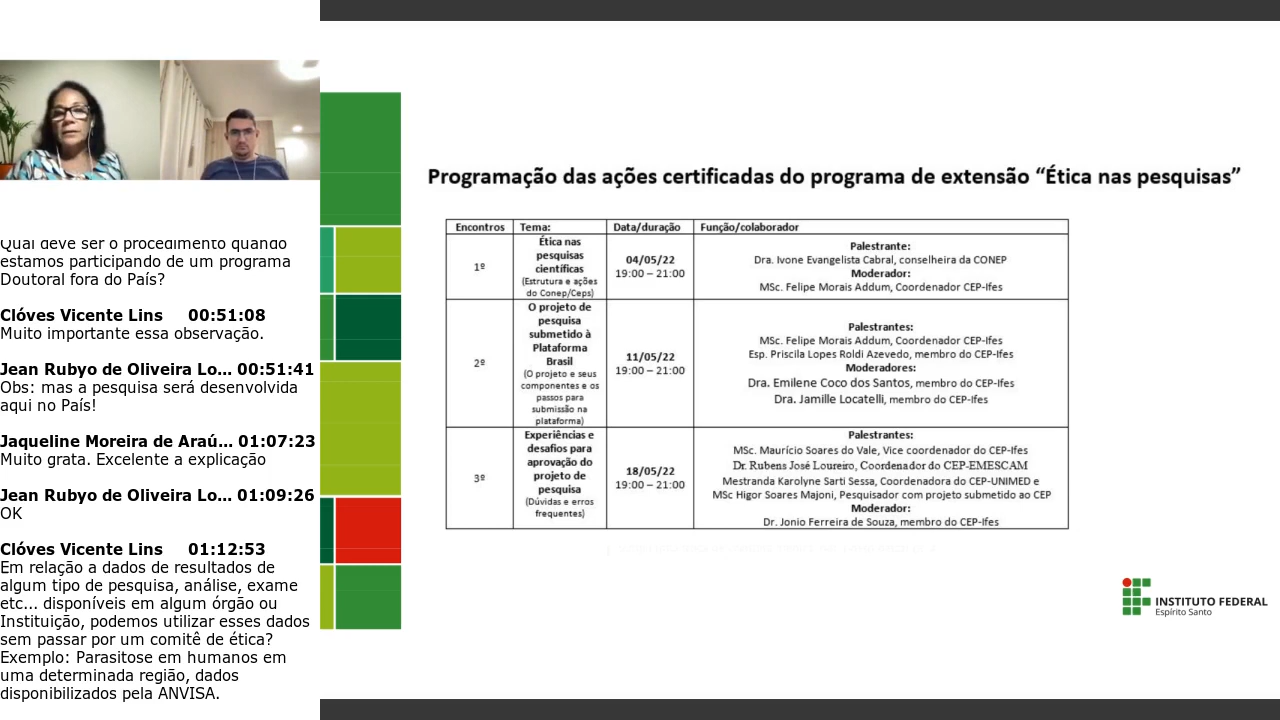 Qual deve ser o procedimento quando
estamos participando de um programa
Doutoral fora do País?
Clóves Vicente Lins 00:51:08
Muito importante essa observação.
Jean Rubyo de Oliveira Lo... 00:51:41
Obs: mas a pesquisa será desenvolvida
aqui no País!
Jaqueline Moreira de Araú... 01:07:23
Muito grata. Excelente a explicação
Jean Rubyo de Oliveira Lo... 01:09:26
OK
Clóves Vicente Lins 01:12:53
Em relação a dados de resultados de
algum tipo de pesquisa, análise, exame
etc... disponíveis em algum órgão ou
Instituição, podemos utilizar esses dados
sem passar por um comitê de ética?
Exemplo: Parasitose em humanos em
uma determinada região, dados
disponibilizados pela ANVISA.
Programação das ações certificadas do programa de extensão “Ética nas pesquisas”
Encontros Tema: Data/duração Função/colaborador
1º
Ética nas
pesquisas
científicas
(Estrutura e ações
do Conep/Ceps)
04/05/22
19:00 – 21:00
Palestrante:
Dra. Ivone Evangelista Cabral, conselheira da CONEP
Moderador:
MSc. Felipe Morais Addum, Coordenador CEP-Ifes
2º
O projeto de
pesquisa
submetido à
Plataforma
Brasil
(O projeto e seus
componentes e os
passos para
submissão na
plataforma)
11/05/22
19:00 – 21:00
Palestrantes:
MSc. Felipe Morais Addum, Coordenador CEP-Ifes
Esp. Priscila Lopes Roldi Azevedo, membro do CEP-Ifes
Moderadores:
Dra. Emilene Coco dos Santos, membro do CEP-Ifes
Dra. Jamille Locatelli, membro do CEP-Ifes
3º
Experiências e
desafios para
aprovação do
projeto de
pesquisa
(Dúvidas e erros
frequentes)
18/05/22
19:00 – 21:00
Palestrantes:
MSc. Maurício Soares do Vale, Vice coordenador do CEP-Ifes
Dr. Rubens José Loureiro, Coordenador do CEP-EMESCAM
Mestranda Karolyne Sarti Sessa, Coordenadora do CEP-UNIMED e
MSc Higor Soares Majoni, Pesquisador com projeto submetido ao CEP
Moderador:
Dr. Jonio Ferreira de Souza, membro do CEP-Ifes
INSTITUTO FEDERAL
Espírito Santo